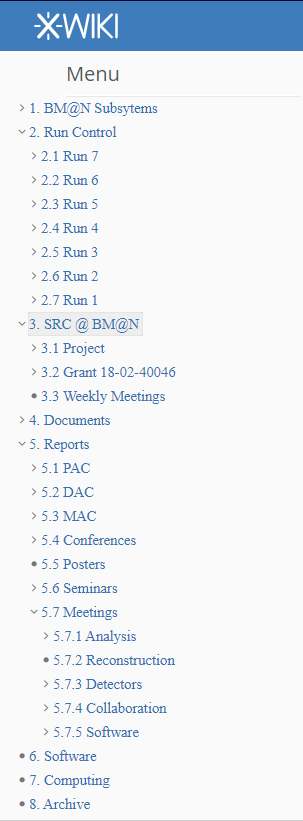 XWIKI
Menu
1. BM@N Subsytems
2. Run Control
2.1 Run 7
2.2 Run 6
2.3 Run 5
2.4 Run 4
2.5 Run 3
2.6 Run 2
2.7 Run 1
3. SRC @ BM@N
3.1 Project
3.2 Grant 18-02-40046
3.3 Weekly Meetings
4. Documents
5. Reports
5.1 PAC
5.2 DAC
5.3 MAC
5.4 Conferences
5.5 Posters
5.6 Seminars
5.7 Meetings
5.7.1 Analysis
5.7.2 Reconstruction
5.7.3 Detectors
5.7.4 Collaboration
5.7.5 Software
6. Software
7. Computing
8. Archive